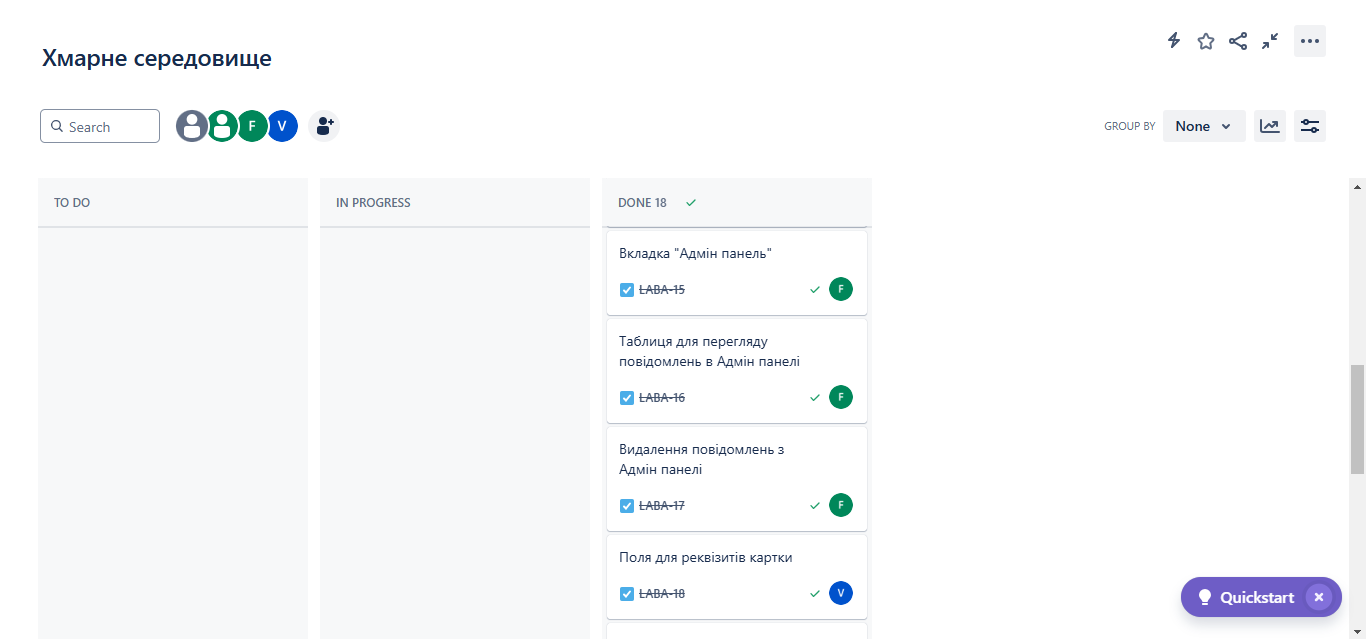 Хмарне середовище
Search
F
V
GROUP BY
None
TO DO
IN PROGRESS
DONE 18
Вкладка "Адмін панель"
LABA-15
F
Таблиця для перегляду
повідомлень в Адмін панелі
LABA-16
F
Видалення повідомлень з
Адмін панелі
LABA-17
F
Поля для реквізитів картки
LABA-18
V
Quickstart